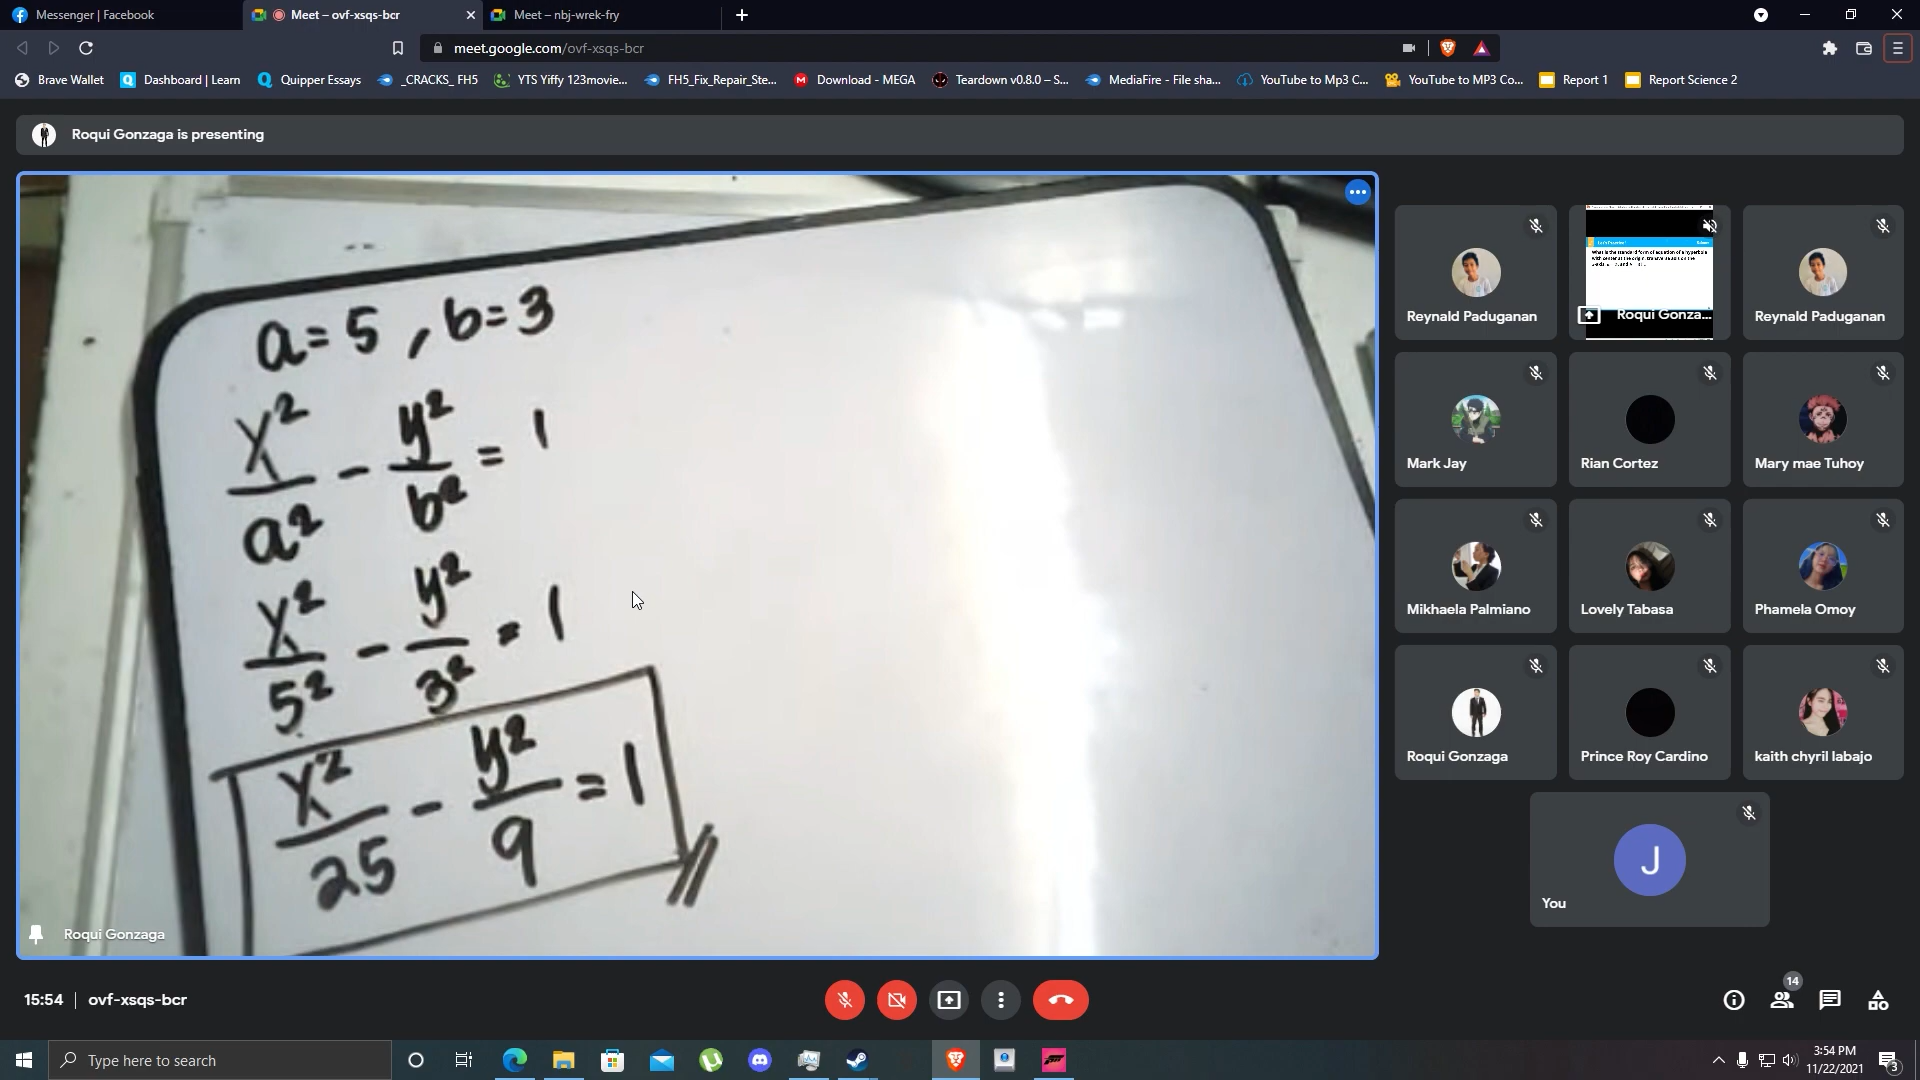 Messenger | Facebook
Meet – ovf-xsqs-bcr
Meet – nbj-wrek-fry
meet.google.com/ovf-xsqs-bcr
Brave Wallet
Dashboard | Learn
Quipper Essays
_CRACKS_ FH5
YTS Yiffy 123movie...
FH5_Fix_Repair_Ste...
Download - MEGA
Teardown v0.8.0 – S...
MediaFire - File sha...
YouTube to Mp3 C...
YouTube to MP3 Co...
Report 1
Report Science 2
Roqui Gonzaga is presenting
a = 5 , b = 3
x²/a² - y²/b² = 1
x²/5² - y²/3² = 1
x²/25 - y²/9 = 1
Roqui Gonzaga
Reynald Paduganan
Roqui Gonza...
Reynald Paduganan
Mark Jay
Rian Cortez
Mary mae Tuhoy
Mikhaela Palmiano
Lovely Tabasa
Phamela Omoy
Roqui Gonzaga
Prince Roy Cardino
kaith chyril labajo
J
You
15:54 | ovf-xsqs-bcr
14
Type here to search
3:54 PM
11/22/2021
3